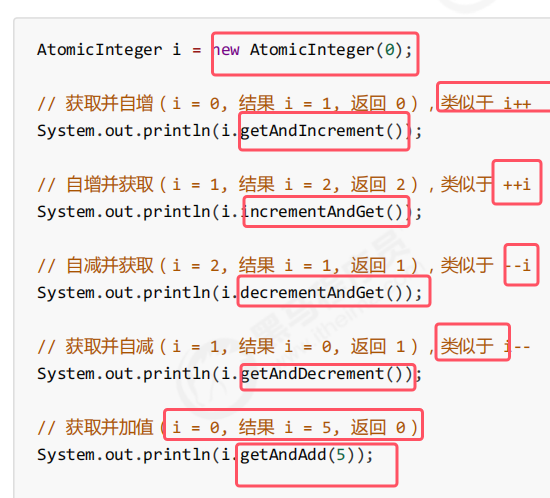 AtomicInteger i = new AtomicInteger(0);
// 获取并自增（i = 0, 结果 i = 1, 返回 0）, 类似于 i++
System.out.println(i.getAndIncrement());
// 自增并获取（i = 1, 结果 i = 2, 返回 2）, 类似于 ++i
System.out.println(i.incrementAndGet());
// 自减并获取（i = 2, 结果 i = 1, 返回 1）, 类似于 --i
System.out.println(i.decrementAndGet());
// 获取并自减（i = 1, 结果 i = 0, 返回 1）, 类似于 i--
System.out.println(i.getAndDecrement());
// 获取并加值（i = 0, 结果 i = 5, 返回 0）
System.out.println(i.getAndAdd(5));